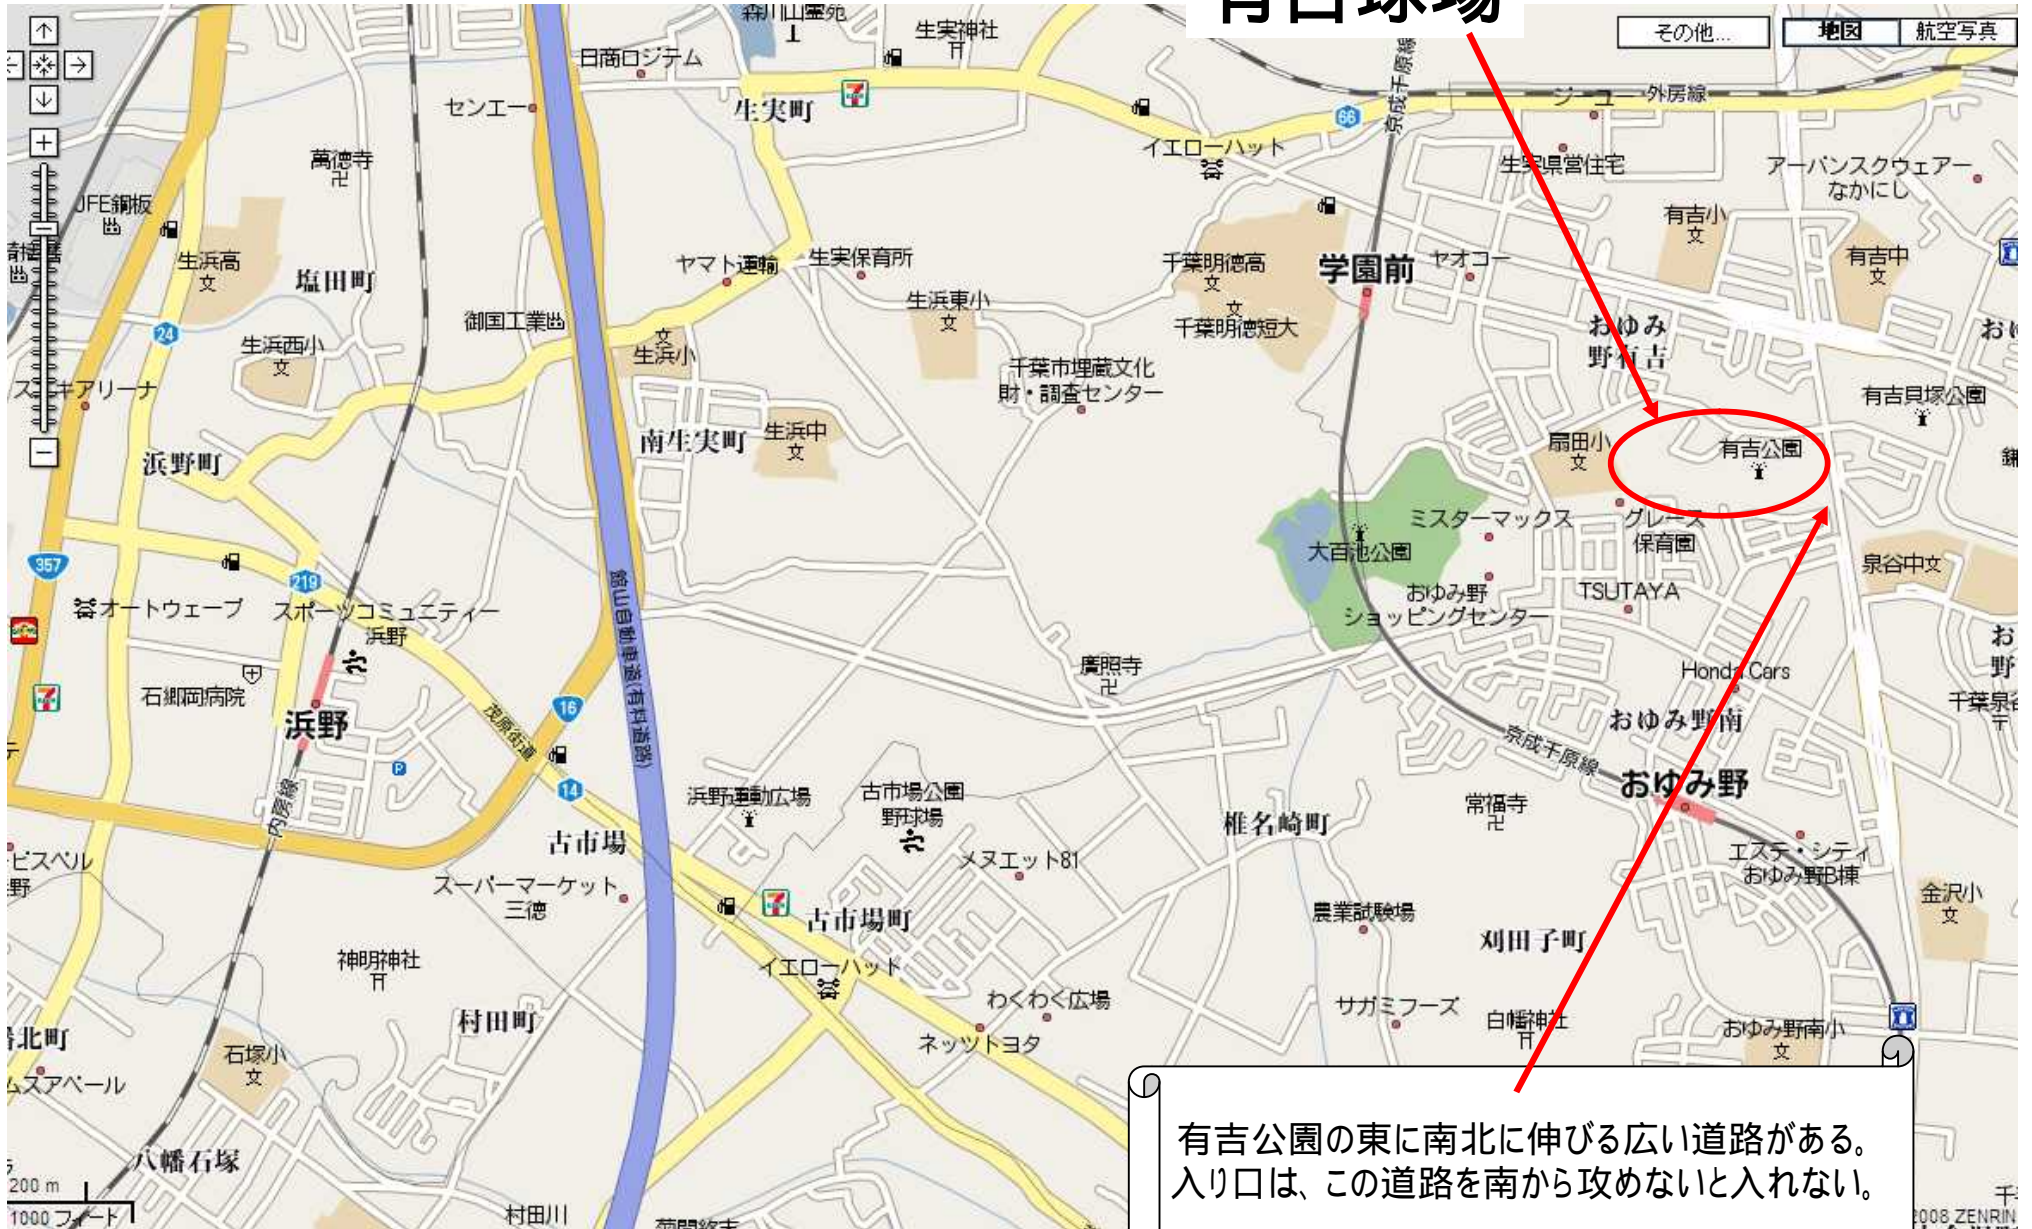 有吉球場
その他...
地図
航空写真
森川山霊苑
生実神社
日商ロジテム
センエー
生実町
66
京成千原線
ジーユー
外房線
イエローハット
生実県営住宅
アーバンスクウェアー
なかにし
萬徳寺
JFE鋼板
生浜高
塩田町
ヤマト運輸
生実保育所
千葉明徳高
千葉明徳短大
学園前
ヤオコー
有吉小
有吉中
生浜東小
御国工業
24
生浜西小
生浜小
おゆみ
野有吉
千葉市埋蔵文化
財・調査センター
有吉貝塚公園
浜野町
南生実町
生浜中
扇田小
有吉公園
ミスターマックス
グレース
保育園
大百池公園
泉谷中
357
219
オートウェーブ
スポーツコミュニティー
浜野
おゆみ野
ショッピングセンター
TSUTAYA
館山自動車道(有料道路)
廣照寺
Honda Cars
石郷岡病院
浜野
茂原街道
16
おゆみ野南
京成千原線
おゆみ野
内房線
P
14
浜野運動広場
古市場公園
野球場
椎名崎町
常福寺
古市場
メヌエット81
エステ・シティ
おゆみ野B棟
スーパーマーケット
三徳
金沢小
古市場町
農業試験場
刈田子町
神明神社
イエローハット
わくわく広場
サガミフーズ
白幡神社
おゆみ野南小
村田町
ネッツトヨタ
石塚小
八幡石塚
有吉公園の東に南北に伸びる広い道路がある。
入り口は、この道路を南から攻めないと入れない。
200 m
1000 フィート
村田川
2008 ZENRIN